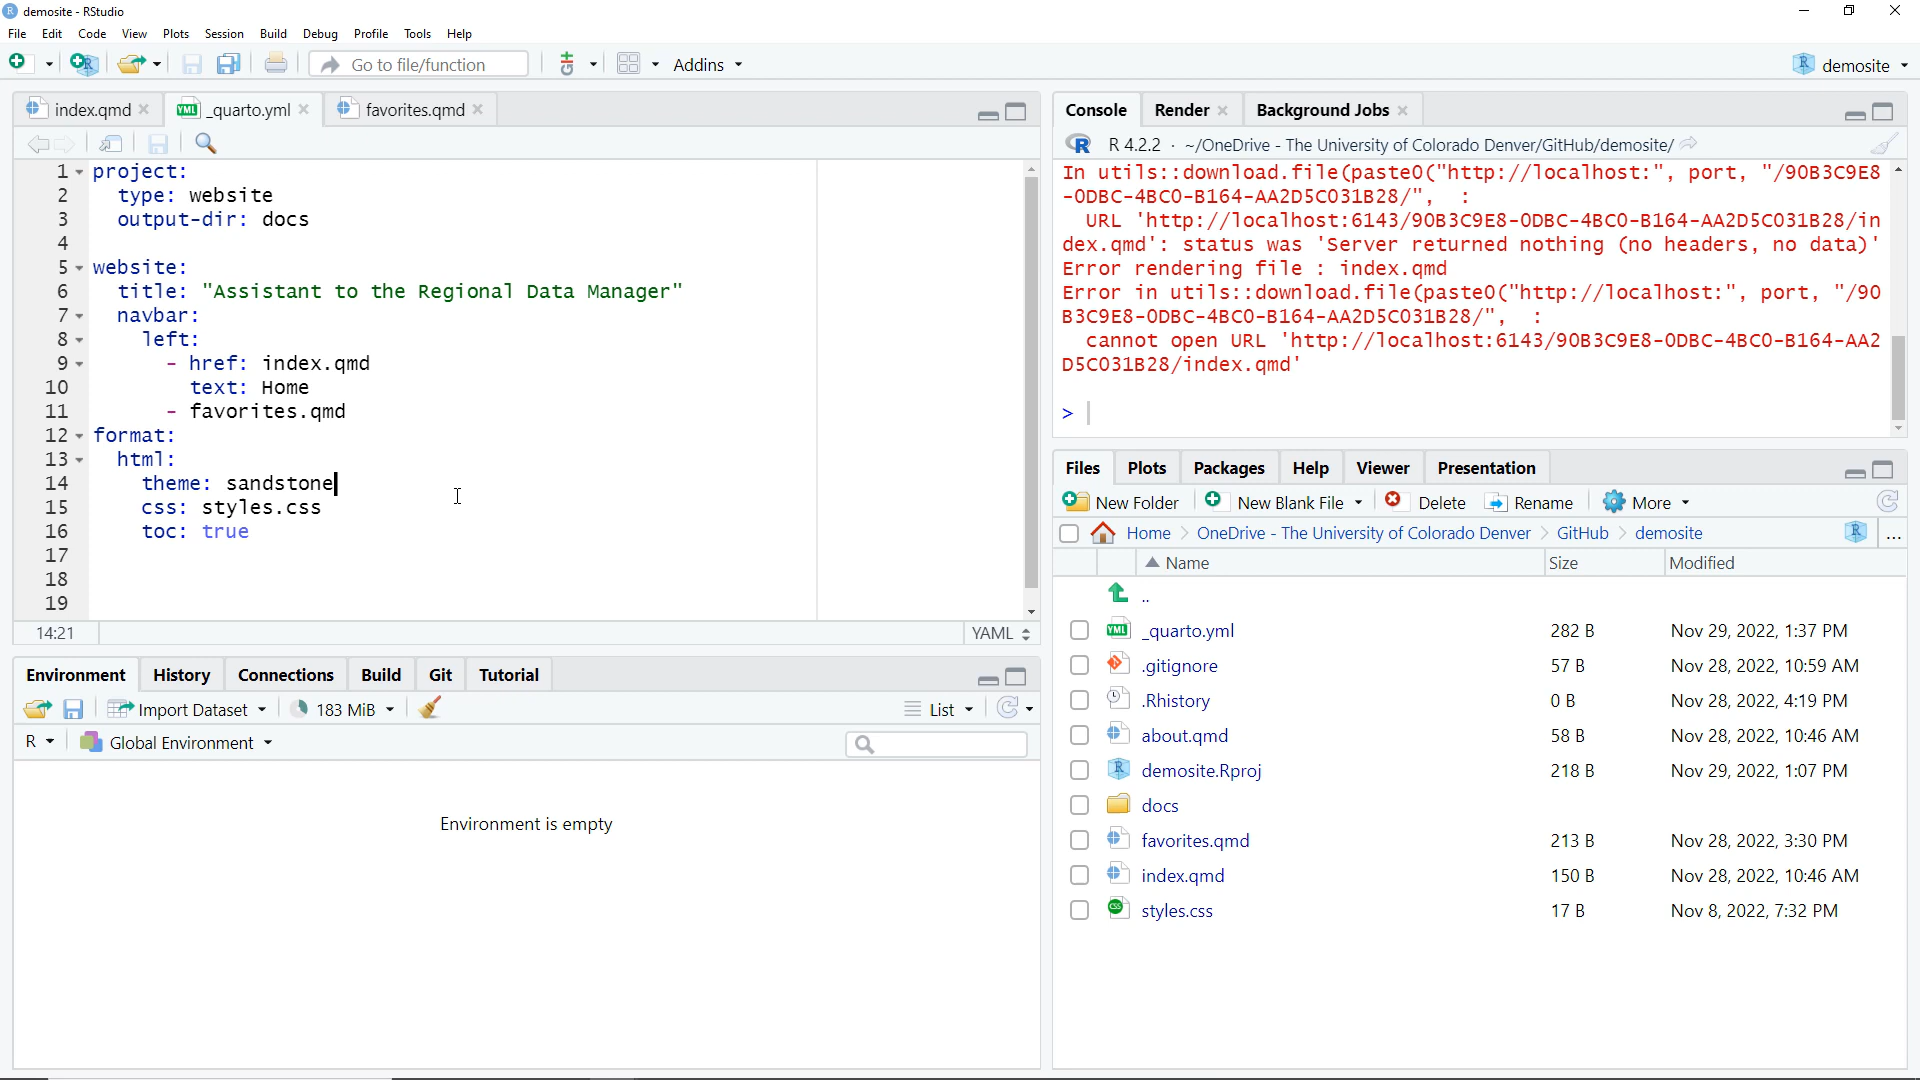 demosite - RStudio
File Edit Code View Plots Session Build Debug Profile Tools Help
Go to file/function Addins demosite
index.qmd _quarto.yml favorites.qmd
1 project:
2 type: website
3 output-dir: docs
4
5 website:
6 title: "Assistant to the Regional Data Manager"
7 navbar:
8 left:
9 - href: index.qmd
10 text: Home
11 - favorites.qmd
12 format:
13 html:
14 theme: sandstone
15 css: styles.css
16 toc: true
17
18
19
14:21 YAML
Environment History Connections Build Git Tutorial
Import Dataset 183 MiB List
R Global Environment
Environment is empty
Console Render Background Jobs
R 4.2.2 · ~/OneDrive - The University of Colorado Denver/GitHub/demosite/
In utils::download.file(paste0("http://localhost:", port, "/90B3C9E8
-0DBC-4BC0-B164-AA2D5C031B28/", :
URL 'http://localhost:6143/90B3C9E8-0DBC-4BC0-B164-AA2D5C031B28/in
dex.qmd': status was 'Server returned nothing (no headers, no data)'
Error rendering file : index.qmd
Error in utils::download.file(paste0("http://localhost:", port, "/90
B3C9E8-0DBC-4BC0-B164-AA2D5C031B28/", :
cannot open URL 'http://localhost:6143/90B3C9E8-0DBC-4BC0-B164-AA2
D5C031B28/index.qmd'
>
Files Plots Packages Help Viewer Presentation
New Folder New Blank File Delete Rename More
Home OneDrive - The University of Colorado Denver GitHub demosite ...
Name Size Modified
..
_quarto.yml 282 B Nov 29, 2022, 1:37 PM
.gitignore 57 B Nov 28, 2022, 10:59 AM
.Rhistory 0 B Nov 28, 2022, 4:19 PM
about.qmd 58 B Nov 28, 2022, 10:46 AM
demosite.Rproj 218 B Nov 29, 2022, 1:07 PM
docs
favorites.qmd 213 B Nov 28, 2022, 3:30 PM
index.qmd 150 B Nov 28, 2022, 10:46 AM
styles.css 17 B Nov 8, 2022, 7:32 PM